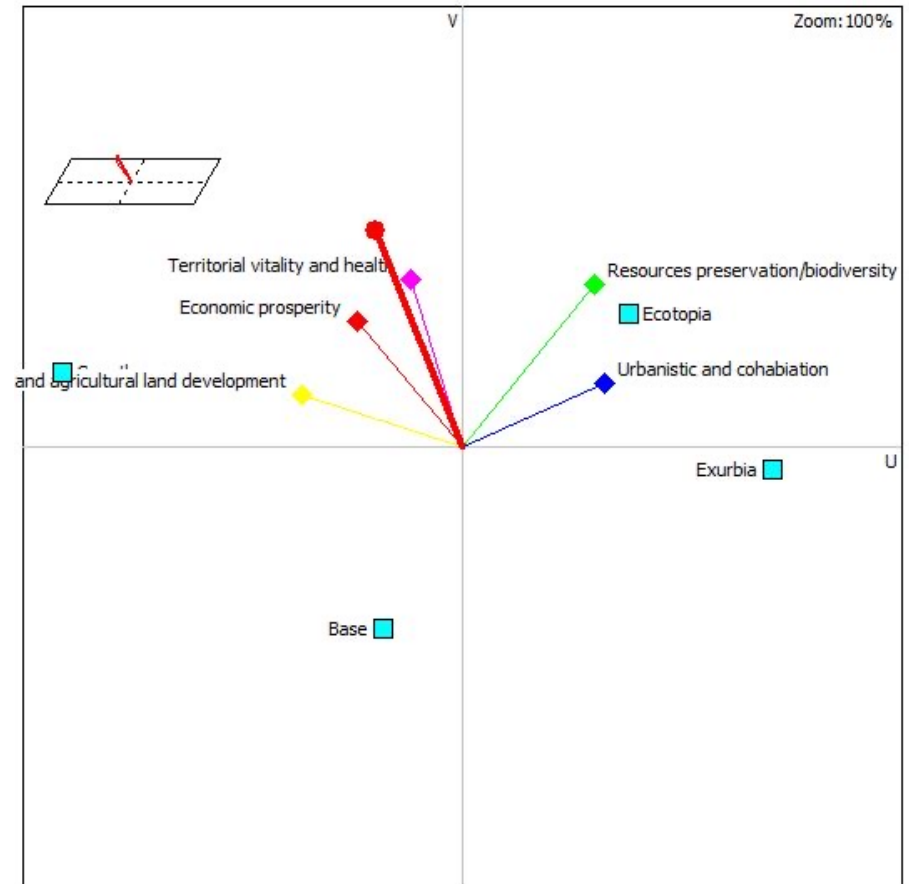 V
Zoom:100%
Territorial vitality and health
Resources preservation/biodiversity
Economic prosperity
Ecotopia
and agricultural land development
Urbanistic and cohabiation
U
Exurbia
Base